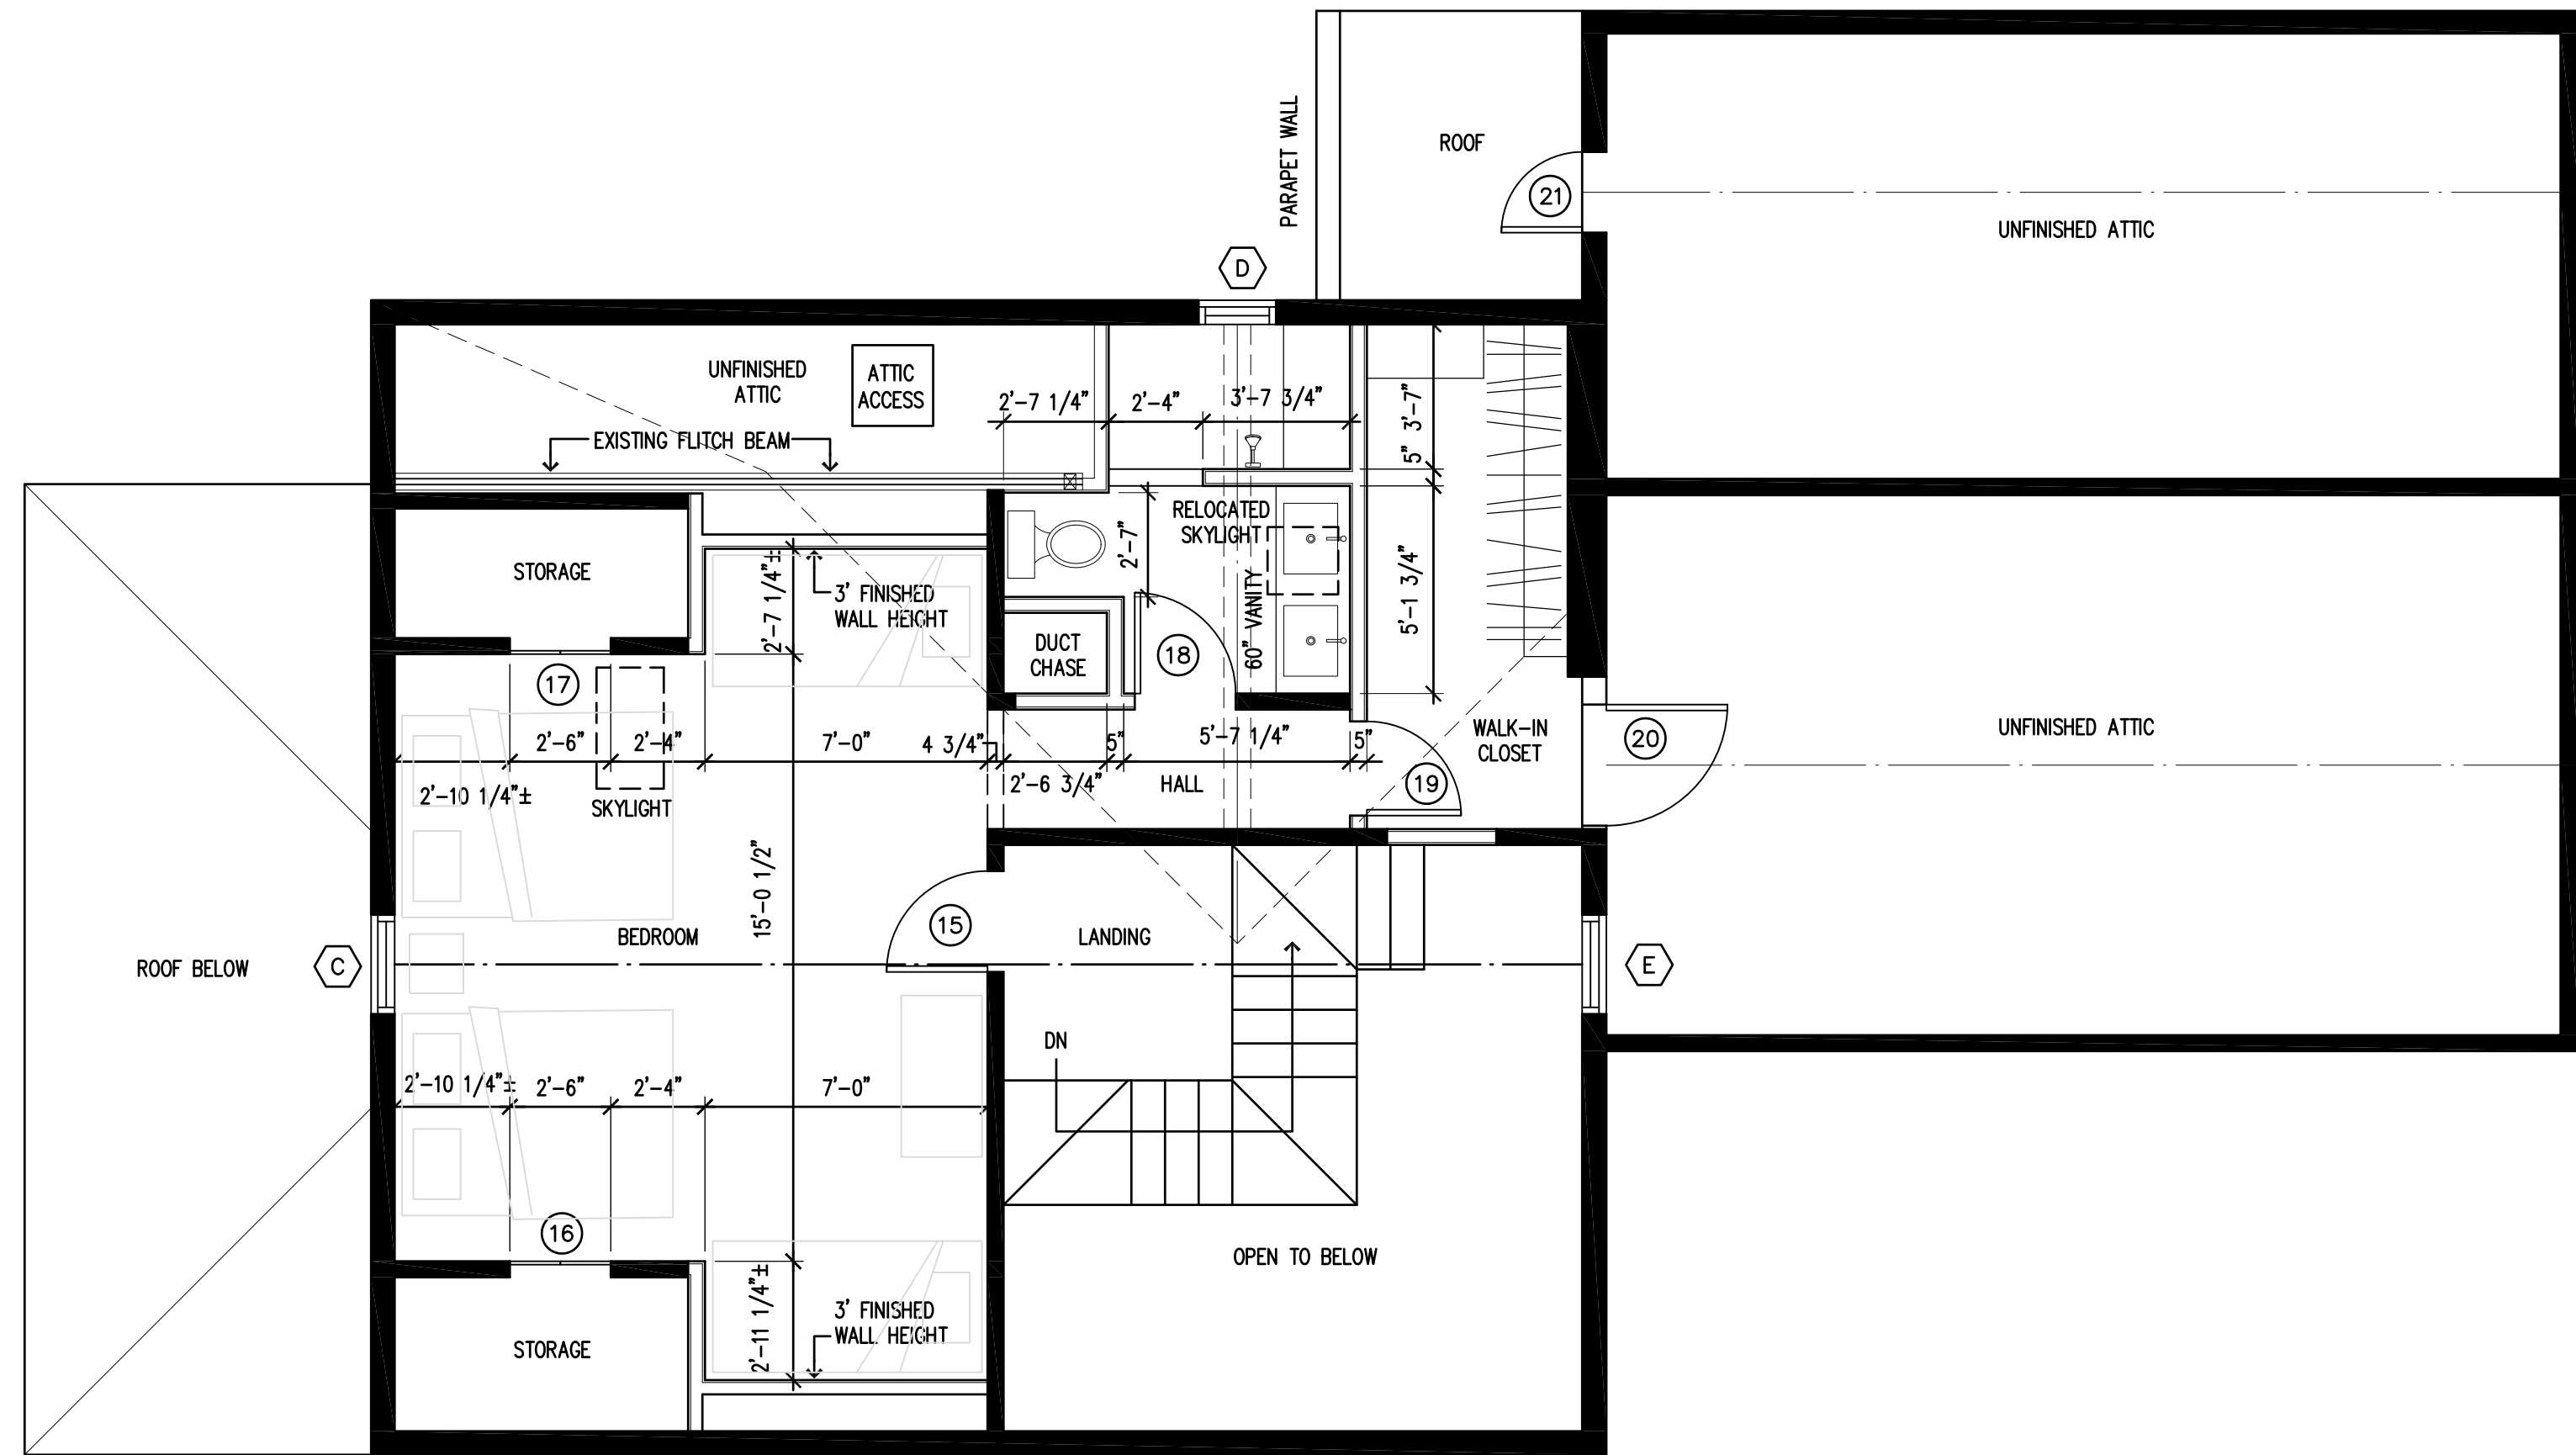 PARAPET WALL
ROOF
21
UNFINISHED ATTIC
D
UNFINISHED
ATTIC
ATTIC
ACCESS
2'-7 1/4"
2'-4"
3'-7 3/4"
3'-7"
5"
EXISTING FLITCH BEAM
RELOCATED
SKYLIGHT
2'-7"
STORAGE
2'-7 1/4"±
3' FINISHED
WALL HEIGHT
60" VANITY
5'-1 3/4"
DUCT
CHASE
18
17
2'-6"
2'-4"
7'-0"
4 3/4"
5"
5'-7 1/4"
5"
WALK-IN
CLOSET
20
UNFINISHED ATTIC
2'-10 1/4"±
SKYLIGHT
2'-6 3/4"
HALL
19
15'-0 1/2"
15
BEDROOM
LANDING
ROOF BELOW
C
E
DN
2'-10 1/4"±
2'-6"
2'-4"
7'-0"
16
OPEN TO BELOW
2'-11 1/4"±
3' FINISHED
WALL HEIGHT
STORAGE